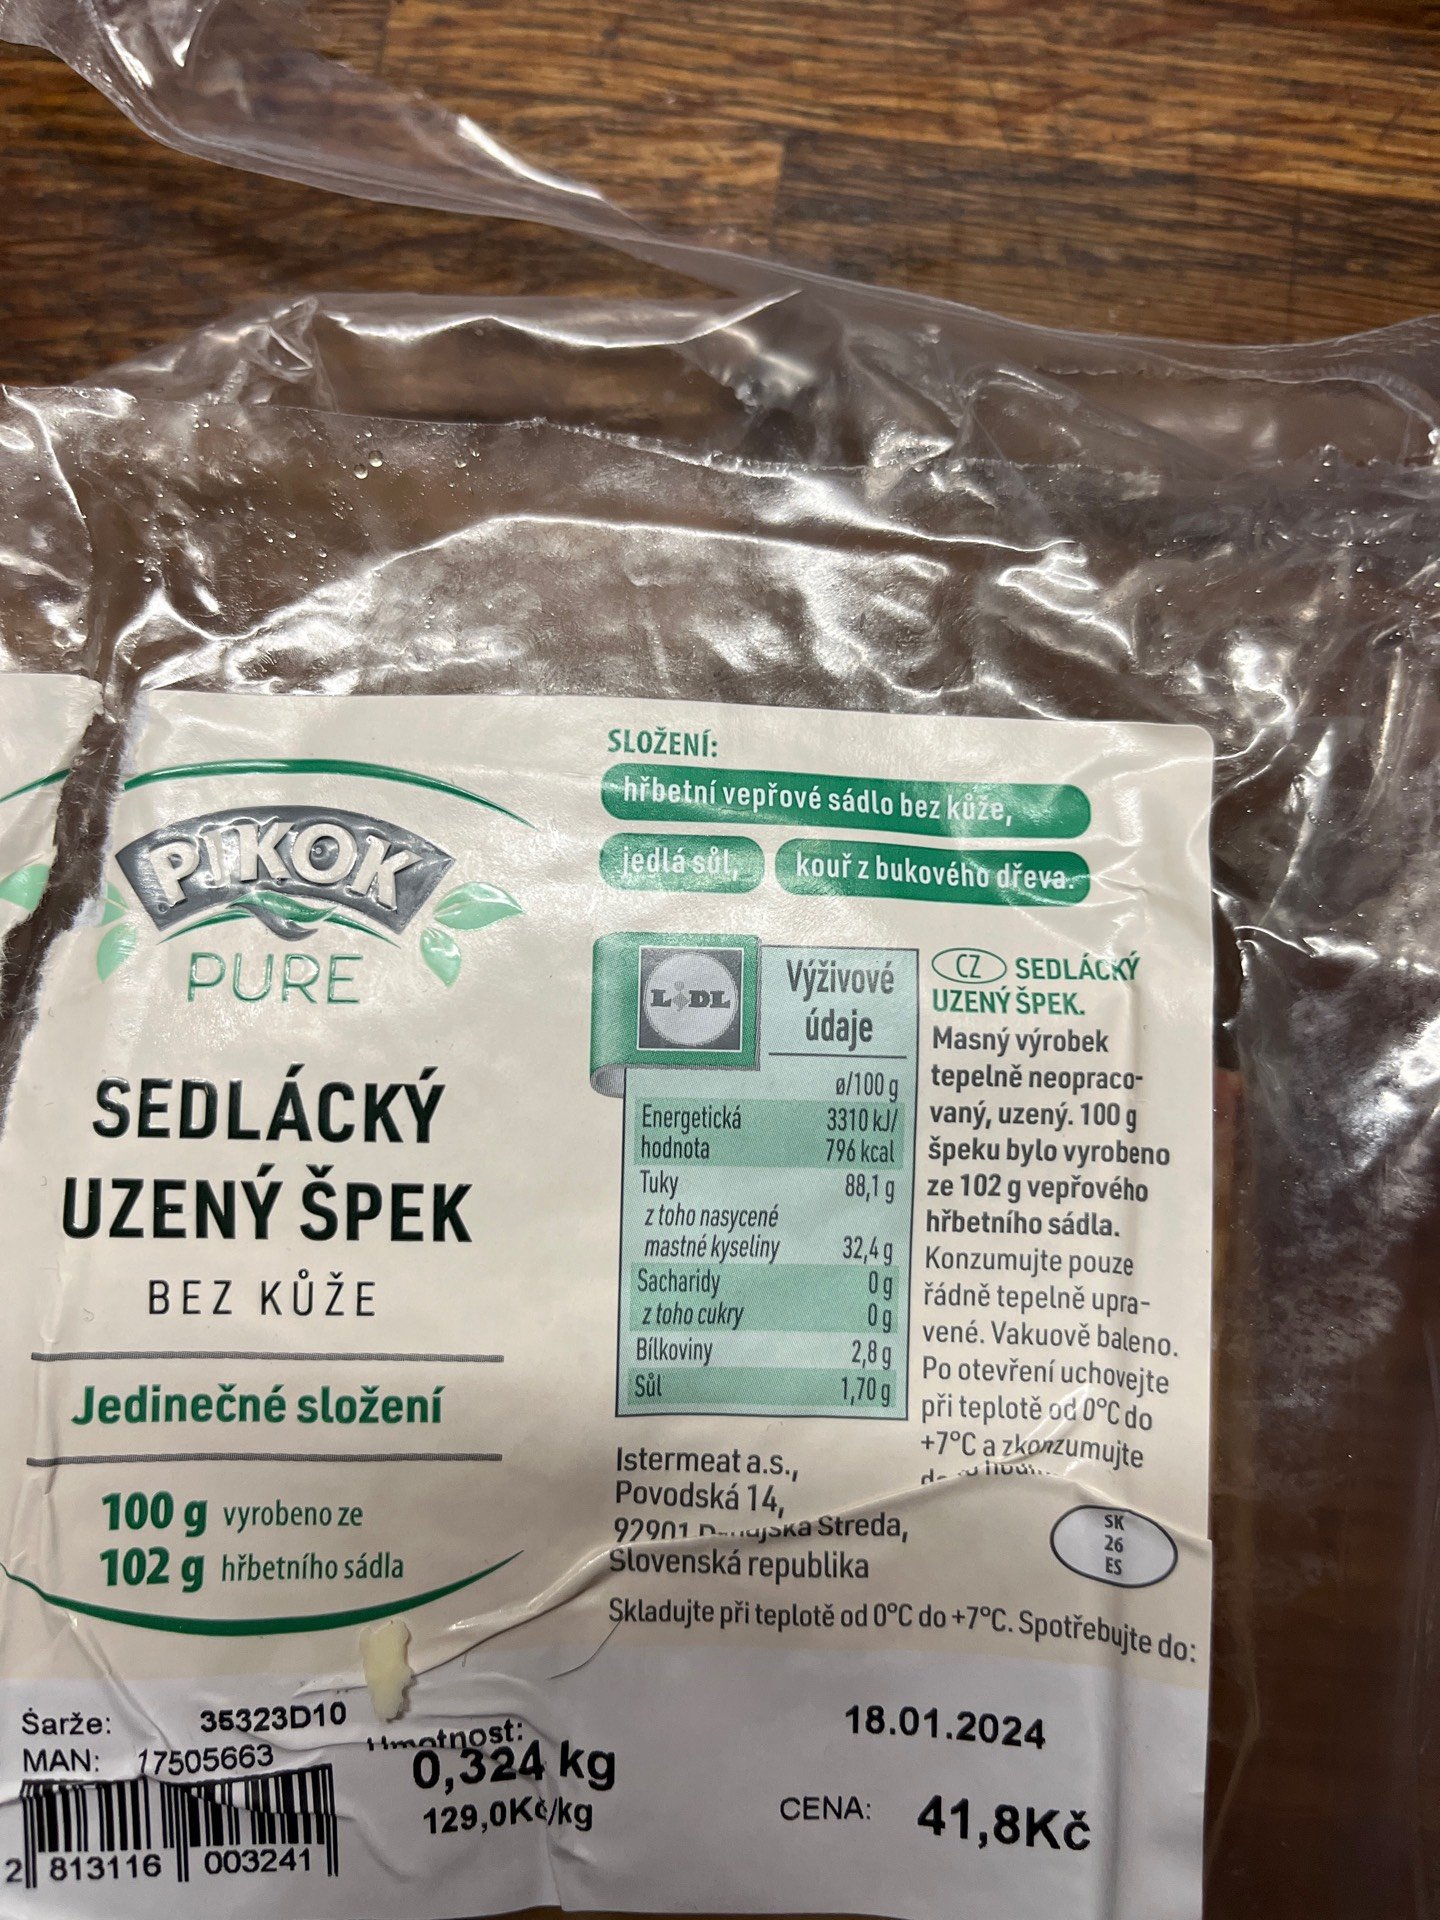 PIKOK
PURE
SEDLÁCKÝ
UZENÝ ŠPEK
BEZ KŮŽE
Jedinečné složení
100 g vyrobeno ze
102 g hřbetního sádla
SLOŽENÍ:
hřbetní vepřové sádlo bez kůže,
jedlá sůl, kouř z bukového dřeva.
LIDL
Výživové
údaje
ø/100 g
Energetická 3310 kJ/
hodnota 796 kcal
Tuky 88,1 g
z toho nasycené
mastné kyseliny 32,4 g
Sacharidy 0 g
z toho cukry 0 g
Bílkoviny 2,8 g
Sůl 1,70 g
CZ SEDLÁCKÝ
UZENÝ ŠPEK.
Masný výrobek
tepelně neopraco-
vaný, uzený. 100 g
špeku bylo vyrobeno
ze 102 g vepřového
hřbetního sádla.
Konzumujte pouze
řádně tepelně upra-
vené. Vakuově baleno.
Po otevření uchovejte
při teplotě od 0°C do
+7°C a zkonzumujte
Istermeat a.s.,
Povodská 14,
92901 Streda,
Slovenská republika
SK
26
ES
Skladujte při teplotě od 0°C do +7°C. Spotřebujte do:
Šarže: 35323D10
MAN: 17505663
Hmotnost:
0,324 kg
129,0Kč/kg
18.01.2024
CENA: 41,8Kč
2 813116 003241